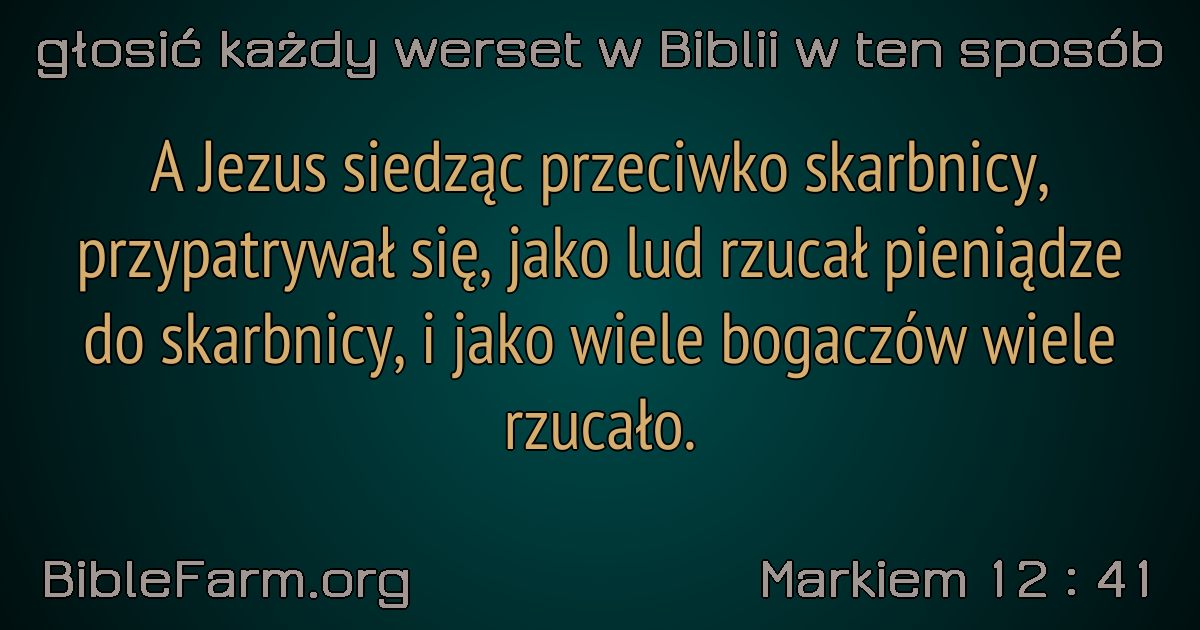 głosić każdy werset w Biblii w ten sposób
A Jezus siedząc przeciwko skarbnicy,
przypatrywał się, jako lud rzucał pieniądze
do skarbnicy, i jako wiele bogaczów wiele
rzucało.
BibleFarm.org
Markiem 12 : 41